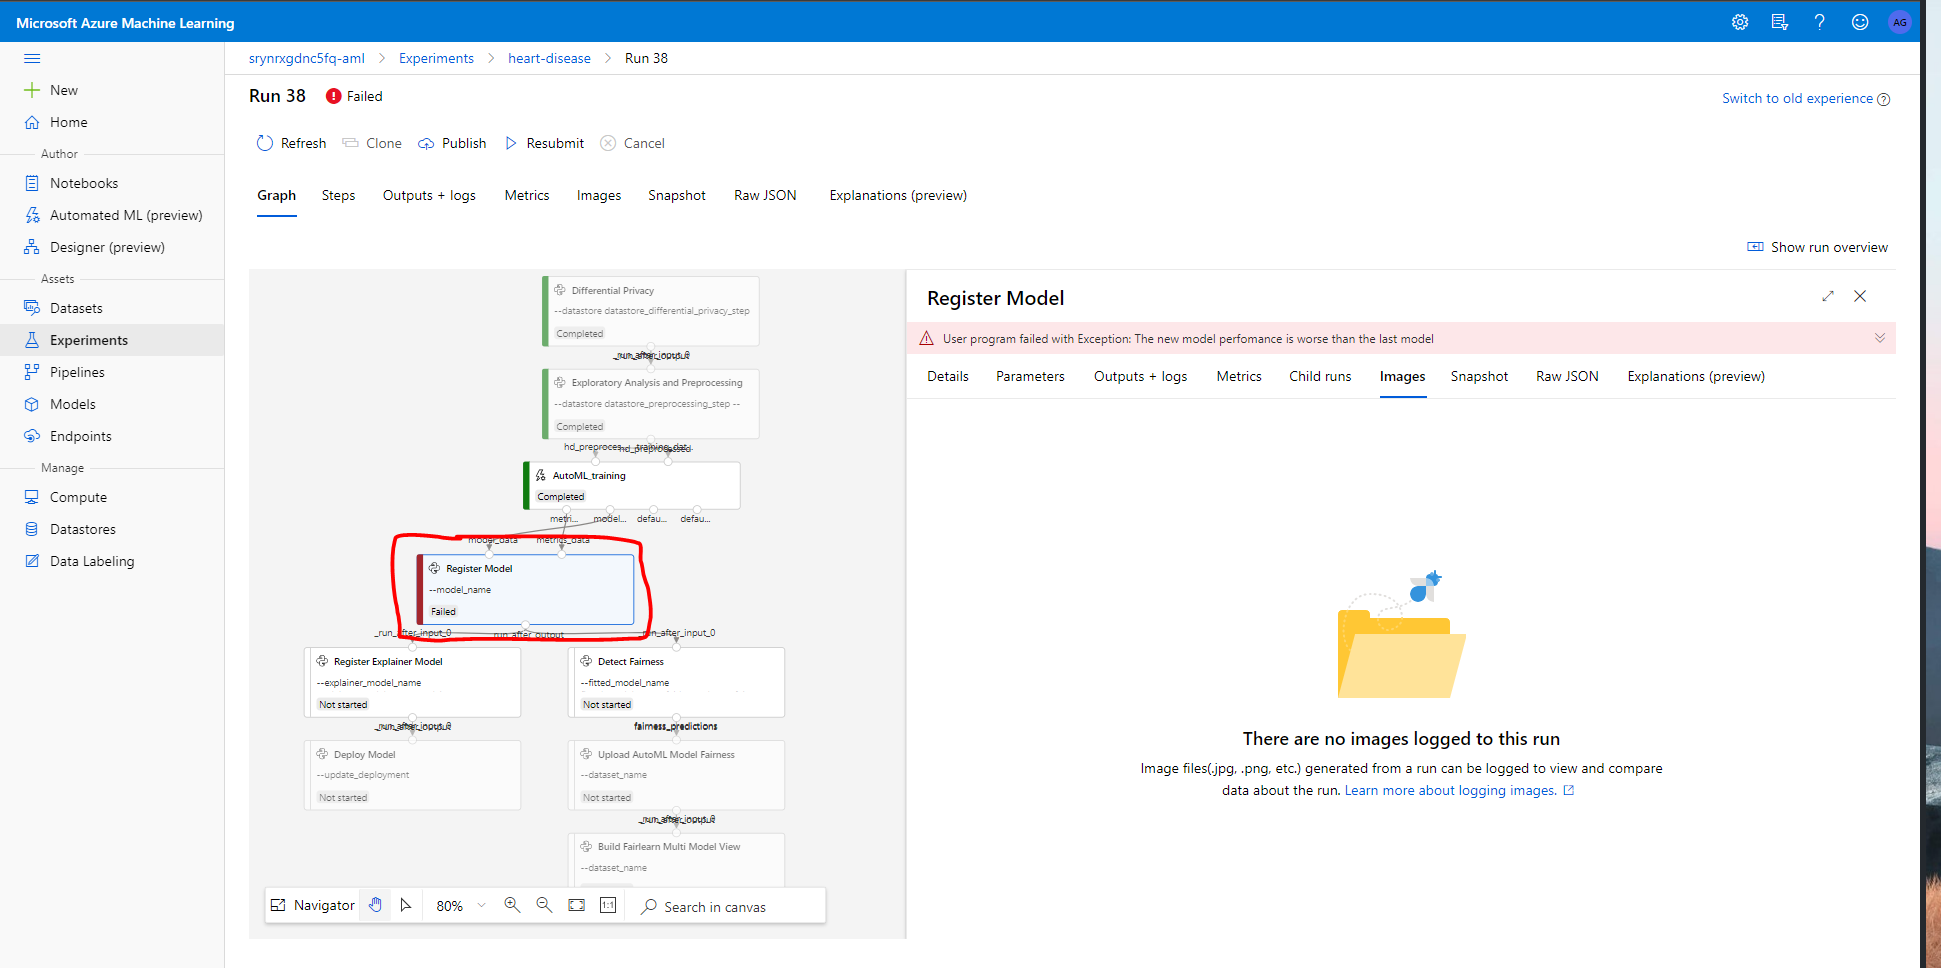 Microsoft Azure Machine Learning
AG
New
Home
Author
Notebooks
Automated ML (preview)
Designer (preview)
Assets
Datasets
Experiments
Pipelines
Models
Endpoints
Manage
Compute
Datastores
Data Labeling
srynrxgdnc5fq-aml > Experiments > heart-disease > Run 38
Run 38 Failed
Switch to old experience
Refresh Clone Publish Resubmit Cancel
Graph Steps Outputs + logs Metrics Images Snapshot Raw JSON Explanations (preview)
Show run overview
Differential Privacy
--datastore datastore_differential_privacy_step
Completed
_run_after_input_0
Exploratory Analysis and Preprocessing
--datastore datastore_preprocessing_step --
Completed
hd_preproces... training_dat..
hd_preprocessed
AutoML_training
Completed
metri... model... defau... defau...
model_data metrics_data
Register Model
--model_name
Failed
_run_after_input_0 run_after_output _run_after_input_0
Register Explainer Model
--explainer_model_name
Not started
_run_after_input_0
Deploy Model
--update_deployment
Not started
Detect Fairness
--fitted_model_name
Not started
fairness_predictions
Upload AutoML Model Fairness
--dataset_name
Not started
_run_after_input_0
Build Fairlearn Multi Model View
--dataset_name
Navigator 80% 1:1 Search in canvas
Register Model
User program failed with Exception: The new model perfomance is worse than the last model
Details Parameters Outputs + logs Metrics Child runs Images Snapshot Raw JSON Explanations (preview)
There are no images logged to this run
Image files(.jpg, .png, etc.) generated from a run can be logged to view and compare
data about the run. Learn more about logging images.